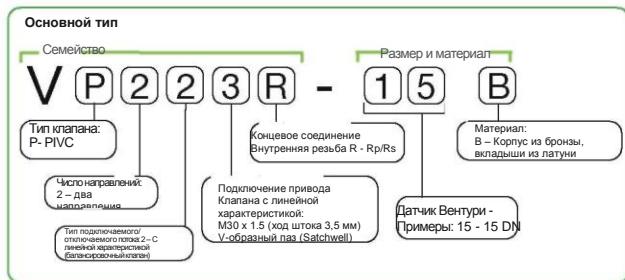 Основной тип
Семейство
Размер и материал
V P 2 2 3 R - 1 5 B
Тип клапана:
P- PIVC
Концевое соединение
Внутренняя резьба R - Rp/Rs
Материал:
B – Корпус из бронзы,
вкладыши из латуни
Число направлений:
2 – два
направления
Подключение привода
Клапана с линейной
характеристикой:
M30 x 1.5 (ход штока 3,5 мм)
V-образный паз (Satchwell)
Датчик Вентури -
Примеры: 15 - 15 DN
Тип подключаемого/
отключаемого потока: 2 – С
линейной характеристикой
(балансировочный клапан)